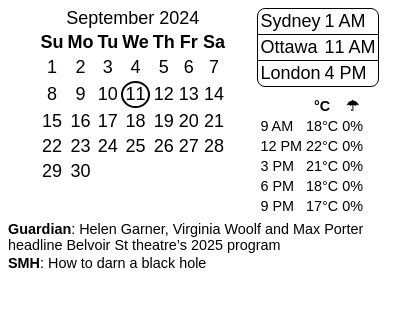 September 2024
Su Mo Tu We Th Fr Sa
1 2 3 4 5 6 7
8 9 10 11 12 13 14
15 16 17 18 19 20 21
22 23 24 25 26 27 28
29 30
Sydney 1 AM
Ottawa 11 AM
London 4 PM
°C ☂
9 AM 18°C 0%
12 PM 22°C 0%
3 PM 21°C 0%
6 PM 18°C 0%
9 PM 17°C 0%
Guardian: Helen Garner, Virginia Woolf and Max Porter
headline Belvoir St theatre’s 2025 program
SMH: How to darn a black hole